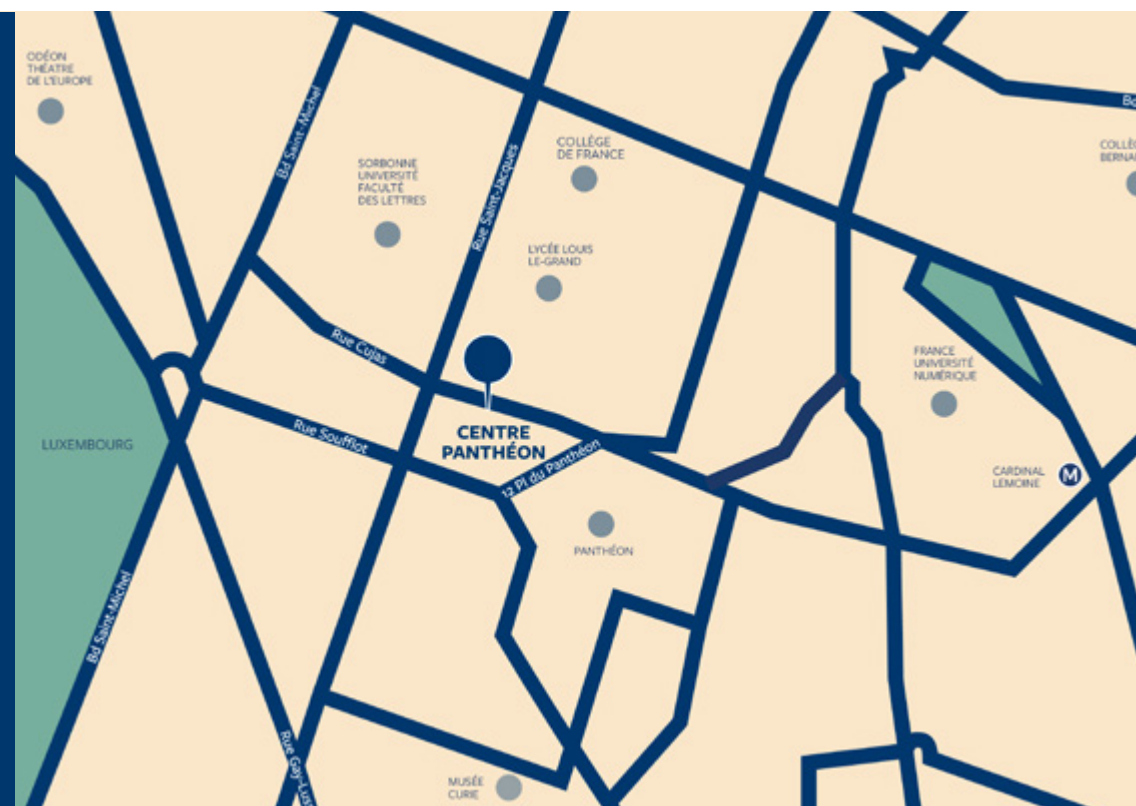 ODÉON
THÉATRE
DE L'EUROPE
Bd Saint-Michel
SORBONNE
UNIVERSITÉ
FACULTÉ
DES LETTRES
Rue Saint-Jacques
COLLÈGE
DE FRANCE
LYCÉE LOUIS
LE-GRAND
Rue Cujas
Rue Soufflot
CENTRE
PANTHÉON
12 Pl du Panthéon
LUXEMBOURG
FRANCE
UNIVERSITÉ
NUMÉRIQUE
CARDINAL
LEMOINE
M
PANTHÉON
Bd Saint-Michel
MUSÉE
CURIE